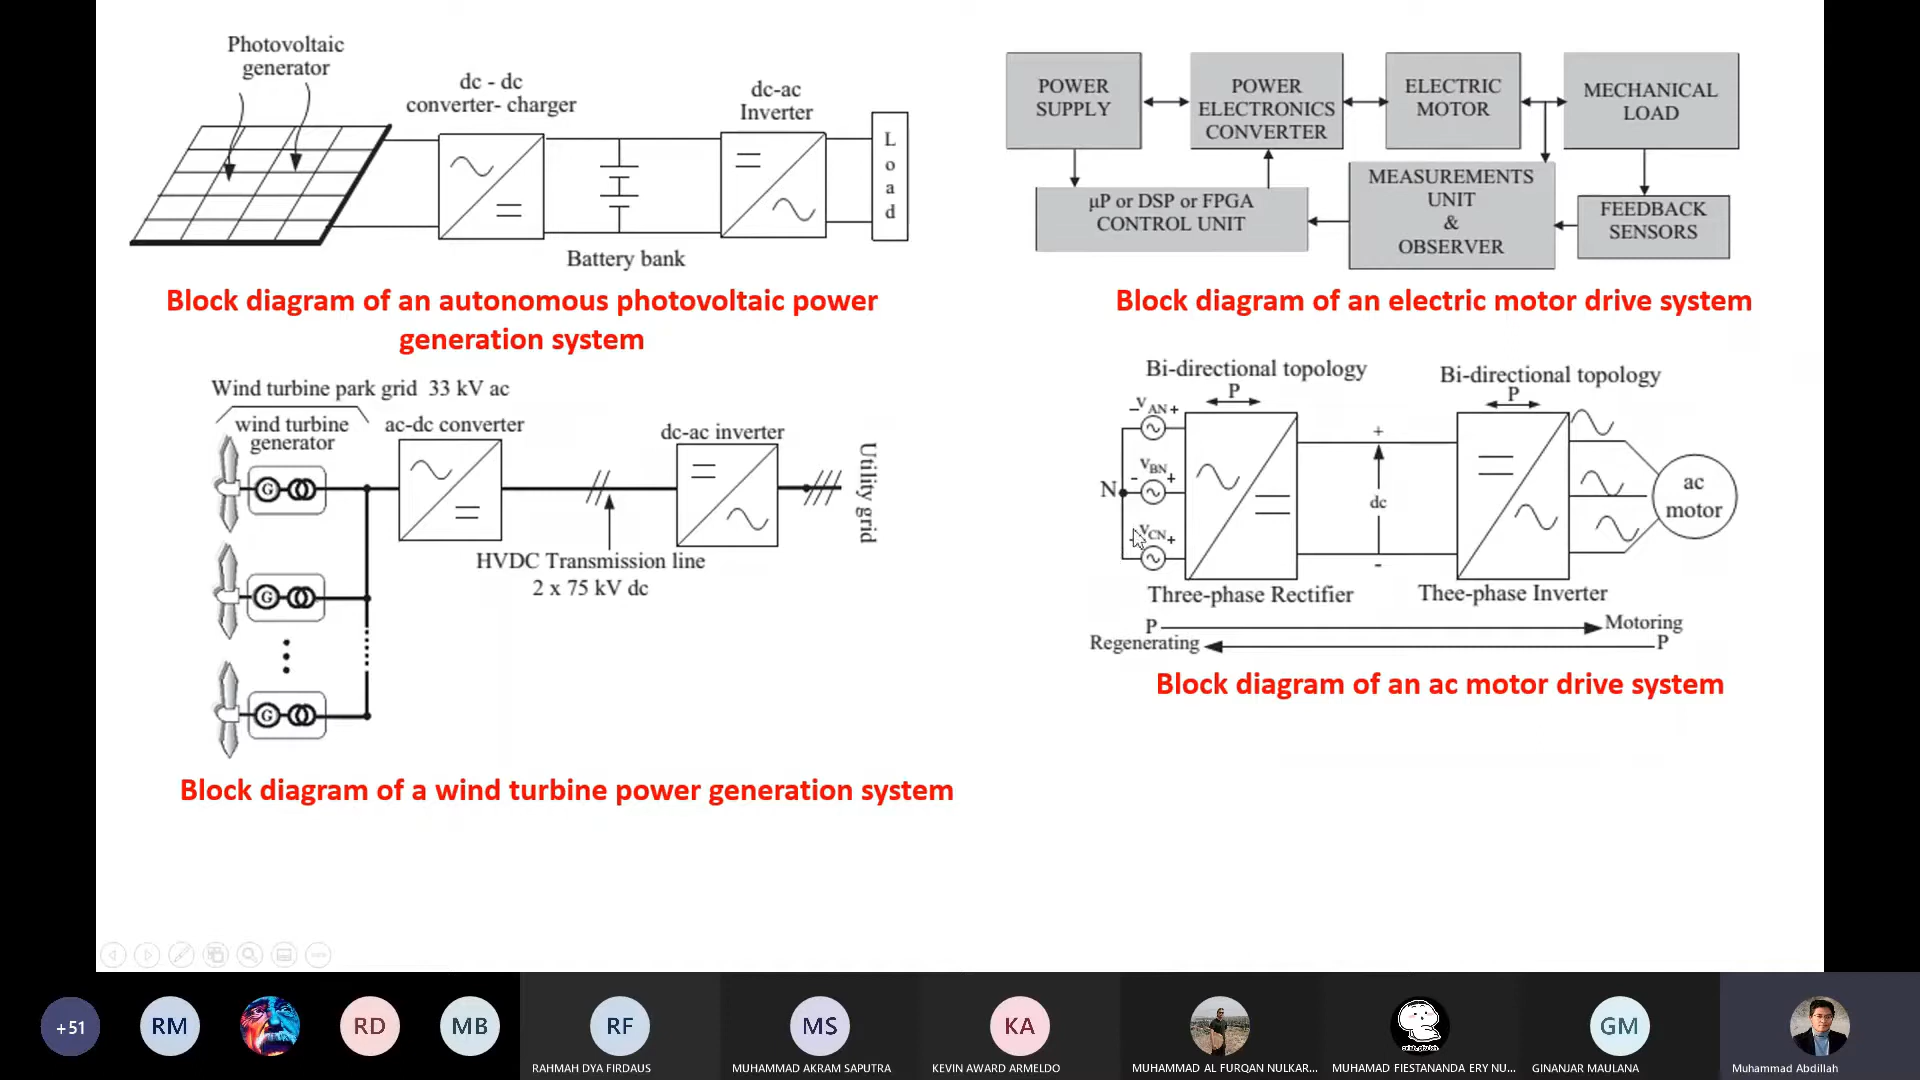 Photovoltaic
generator
dc - dc
converter- charger
dc-ac
Inverter
L
o
a
d
Battery bank
Block diagram of an autonomous photovoltaic power
generation system
POWER
SUPPLY
POWER
ELECTRONICS
CONVERTER
ELECTRIC
MOTOR
MECHANICAL
LOAD
µP or DSP or FPGA
CONTROL UNIT
MEASUREMENTS
UNIT
&
OBSERVER
FEEDBACK
SENSORS
Block diagram of an electric motor drive system
Wind turbine park grid 33 kV ac
wind turbine
generator
ac-dc converter
dc-ac inverter
G
G
G
HVDC Transmission line
2 x 75 kV dc
Utility grid
Block diagram of a wind turbine power generation system
Bi-directional topology
P
Bi-directional topology
P
- VAN +
VBN
- +
N
VCN +
+
dc
-
ac
motor
Three-phase Rectifier
Thee-phase Inverter
P Motoring
Regenerating P
Block diagram of an ac motor drive system
+51
RM
RD
MB
RF
MS
KA
GM
RAHMAH DYA FIRDAUS
MUHAMMAD AKRAM SAPUTRA
KEVIN AWARD ARMELDO
MUHAMMAD AL FURQAN NULKAR...
MUHAMAD FIESTANANDA ERY NU...
GINANJAR MAULANA
Muhammad Abdillah